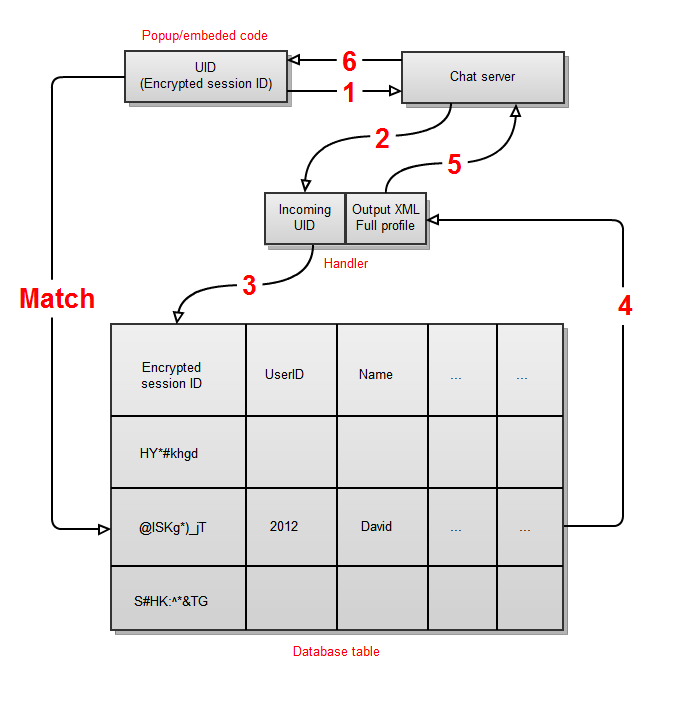 Popup/embeded code
UID
(Encrypted session ID)
Chat server
6
1
2
5
Incoming
UID
Output XML
Full profile
Handler
3
Match
4
Encrypted
session ID
UserID
Name
...
...
HY*#khgd
@ISKg*)_jT
2012
David
...
...
S#HK:^*&TG
Database table